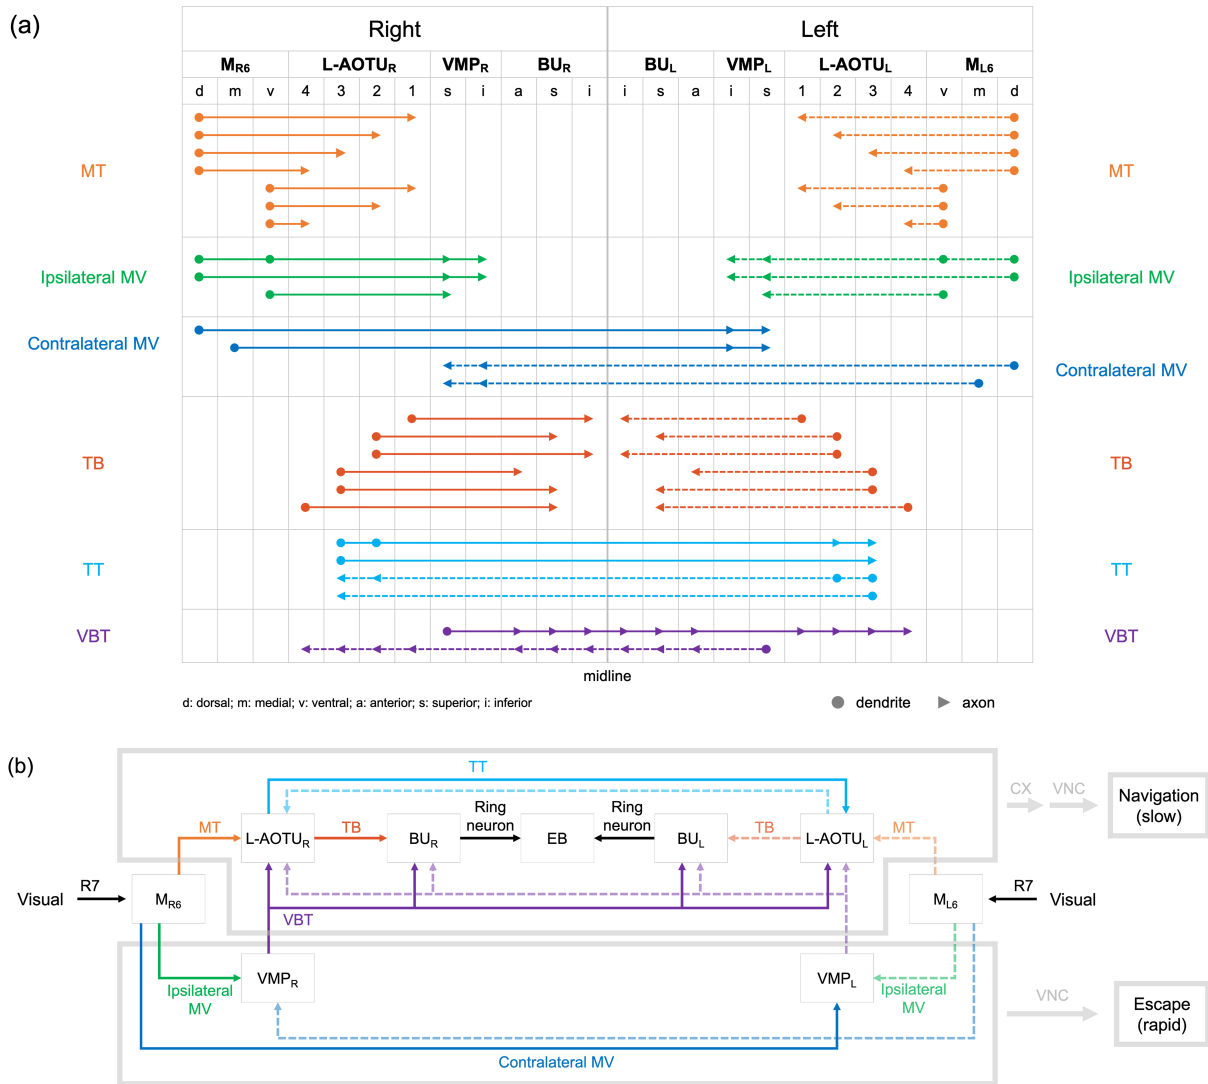 (a)
Right Left
MR6 L-AOTUR VMPR BUR BUL VMPL L-AOTUL ML6
d m v 4 3 2 1 s i a s i i s a i s 1 2 3 4 v m d
MT MT
Ipsilateral MV Ipsilateral MV
Contralateral MV Contralateral MV
TB TB
TT TT
VBT VBT
midline
d: dorsal; m: medial; v: ventral; a: anterior; s: superior; i: inferior
dendrite axon
(b)
TT
CX VNC
Navigation
(slow)
MT
L-AOTUR
TB
BUR
Ring
neuron
EB
Ring
neuron
BUL
TB
L-AOTUL
MT
Visual
R7
MR6
VBT
ML6
R7
Visual
VMPR
Ipsilateral
MV
VMPL
Ipsilateral
MV
VNC
Escape
(rapid)
Contralateral MV